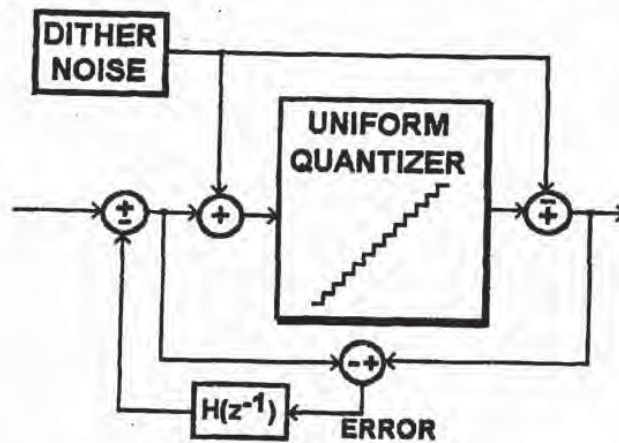 DITHER
NOISE
UNIFORM
QUANTIZER
±
+
- +
- +
H(z⁻¹)
ERROR